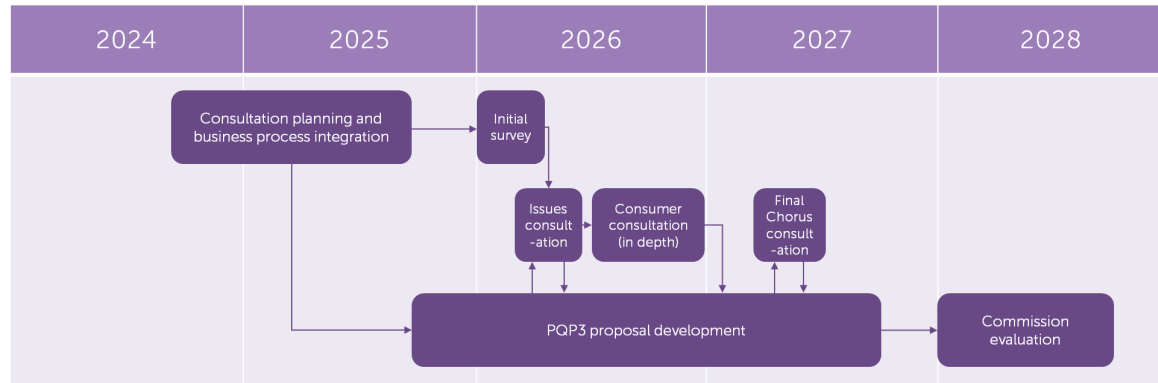 2024
2025
2026
2027
2028
Consultation planning and
business process integration
Initial
survey
Issues
consult
-ation
Consumer
consultation
(in depth)
Final
Chorus
consult
-ation
PQP3 proposal development
Commission
evaluation